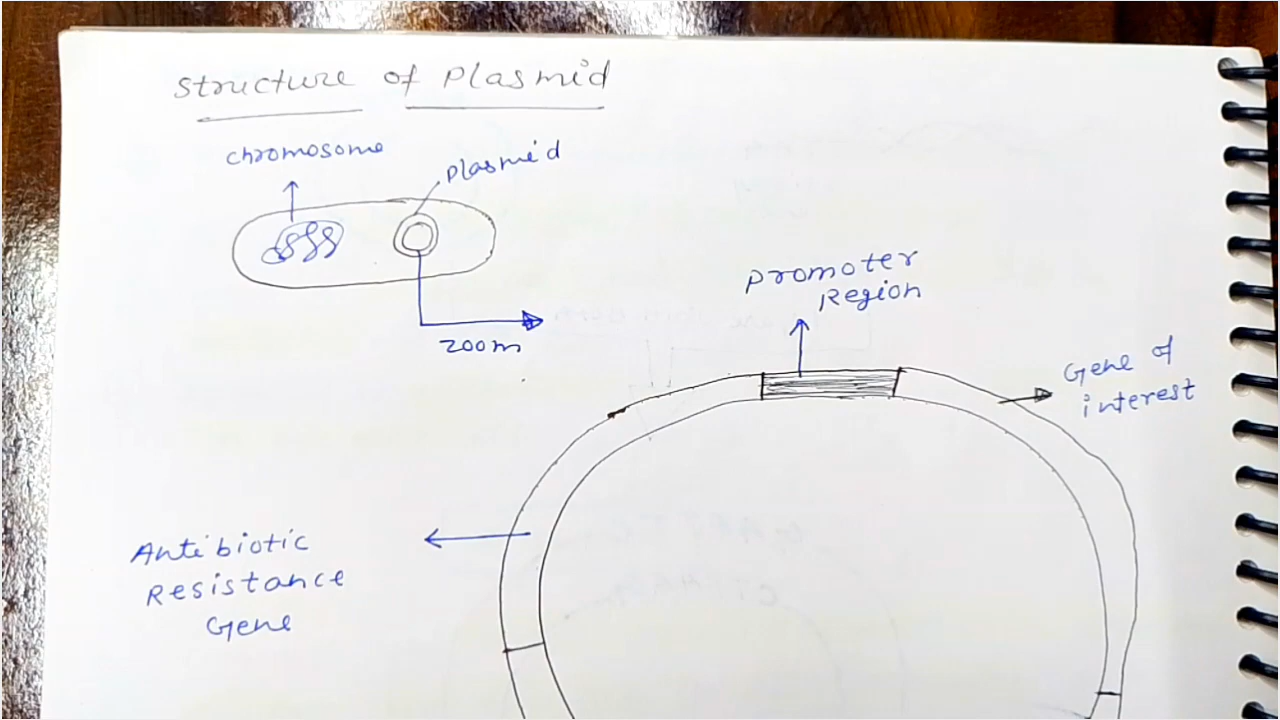 Structure of Plasmid
chromosome
Plasmid
zoom
Promoter
Region
Gene of
interest
Antibiotic
Resistance
Gene